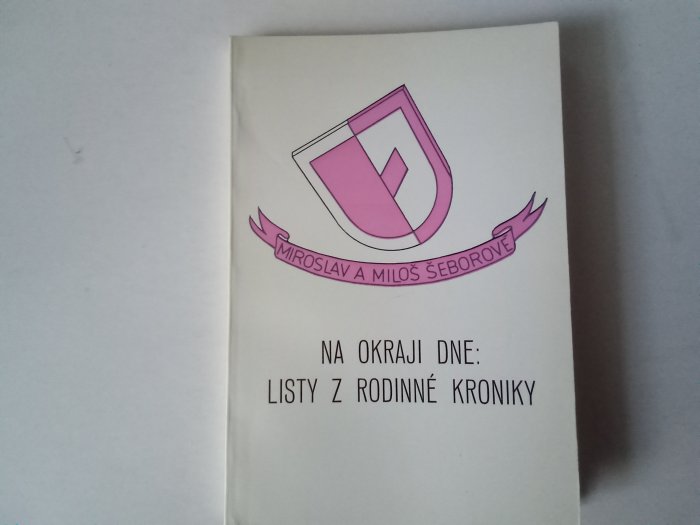 MIROSLAV A MILOŠ ŠEBOROVÉ
NA OKRAJI DNE:
LISTY Z RODINNÉ KRONIKY